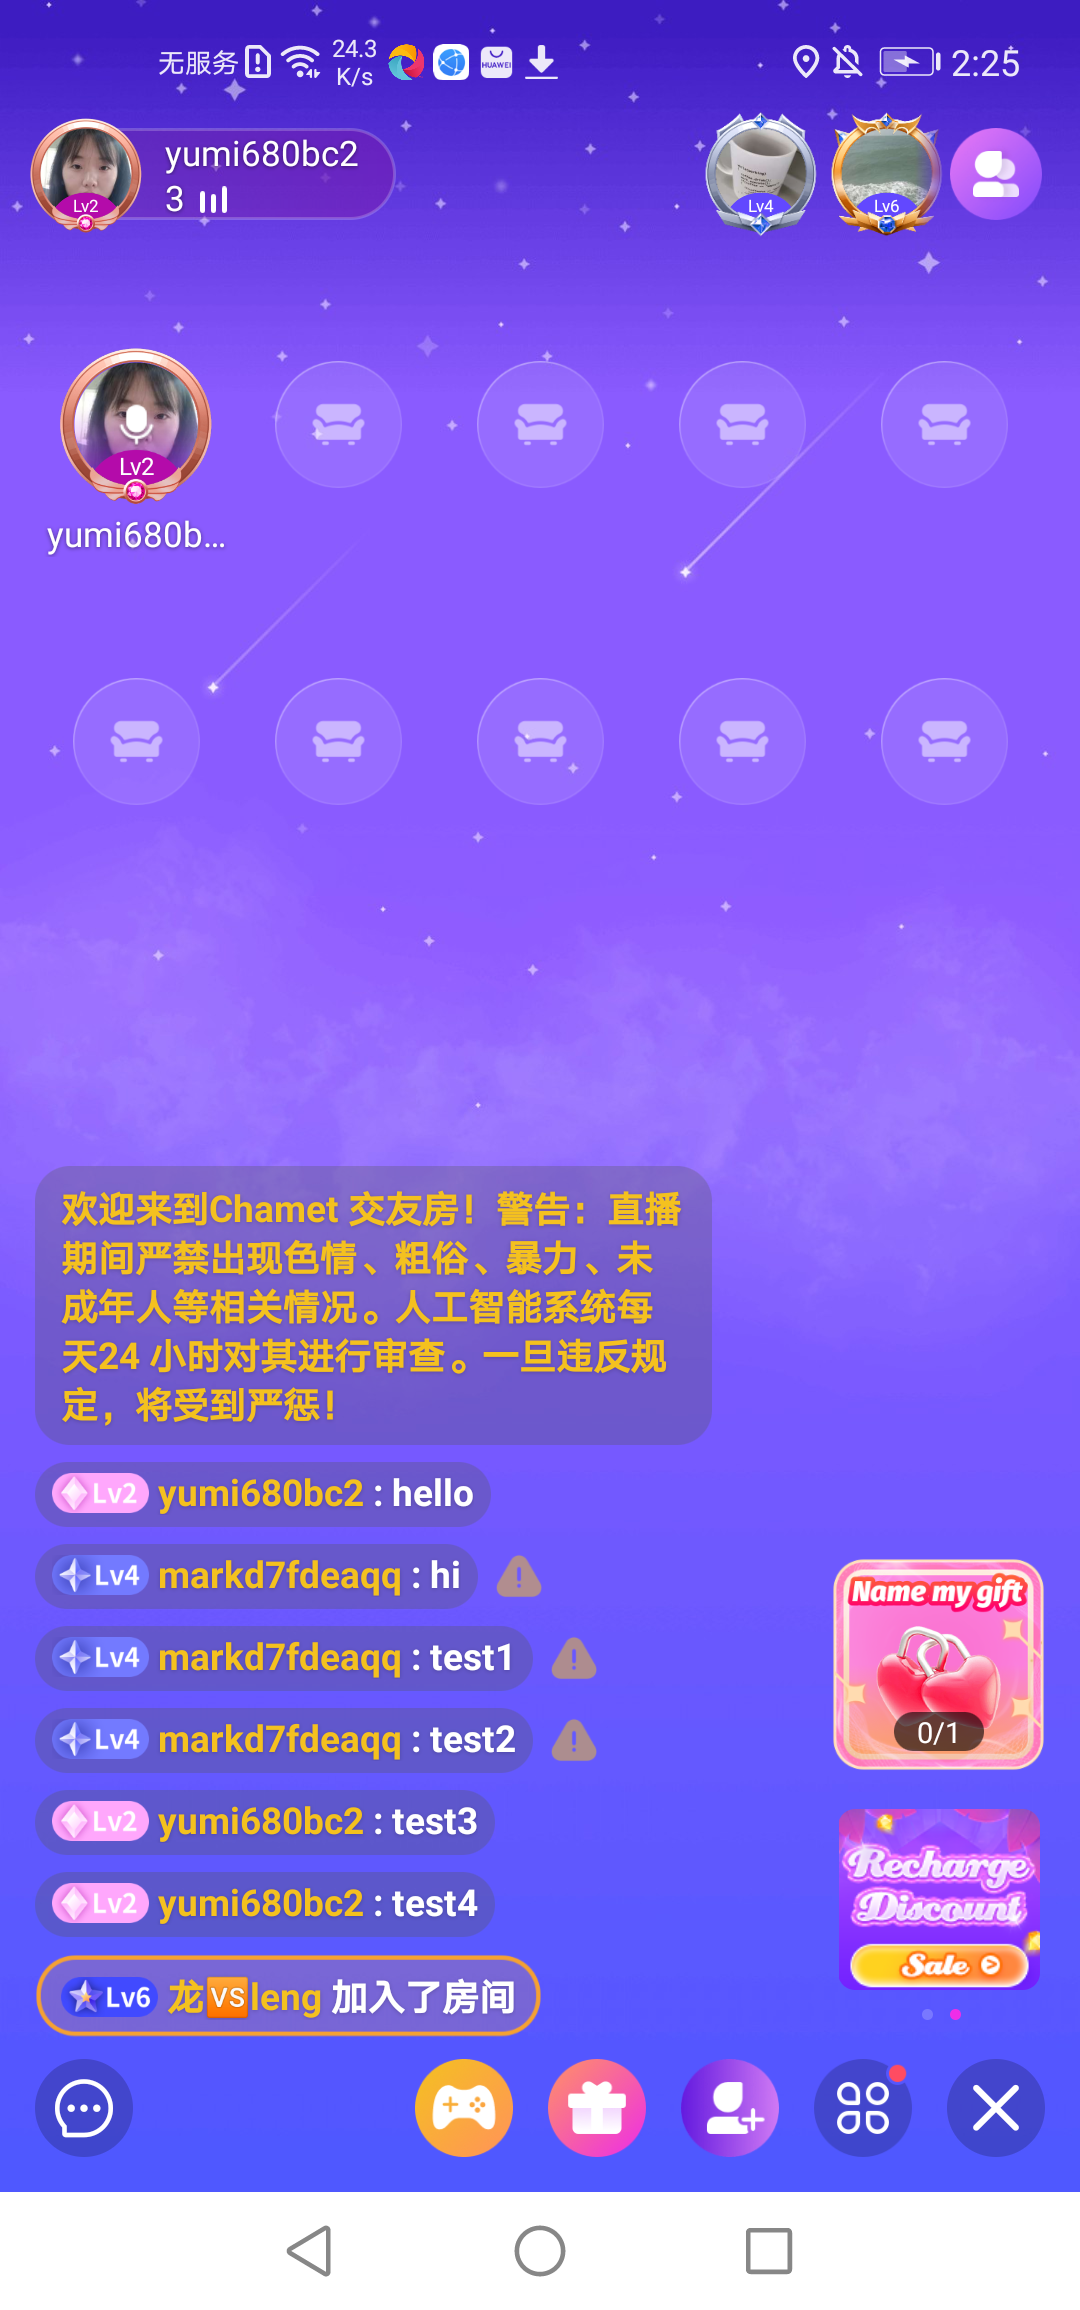 无服务 24.3 K/s HUAWEI 2:25
yumi680bc2
3
Lv2
Lv4
Lv6
Lv2
yumi680b...
欢迎来到Chamet 交友房！警告：直播
期间严禁出现色情、粗俗、暴力、未
成年人等相关情况。人工智能系统每
天24 小时对其进行审查。一旦违反规
定，将受到严惩！
Lv2 yumi680bc2 : hello
Lv4 markd7fdeaqq : hi
Lv4 markd7fdeaqq : test1
Lv4 markd7fdeaqq : test2
Lv2 yumi680bc2 : test3
Lv2 yumi680bc2 : test4
Lv6 龙🆚leng 加入了房间
Name my gift
0/1
Recharge
Discount
Sale